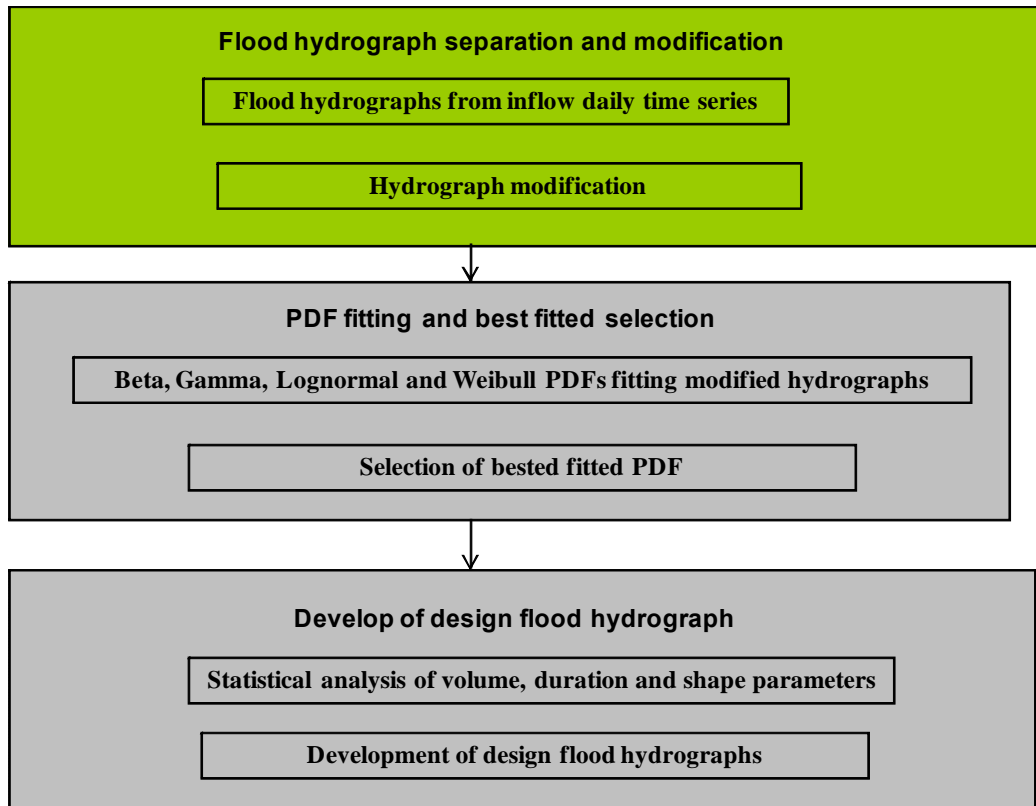 Flood hydrograph separation and modification
Flood hydrographs from inflow daily time series
Hydrograph modification
PDF fitting and best fitted selection
Beta, Gamma, Lognormal and Weibull PDFs fitting modified hydrographs
Selection of bested fitted PDF
Develop of design flood hydrograph
Statistical analysis of volume, duration and shape parameters
Development of design flood hydrographs